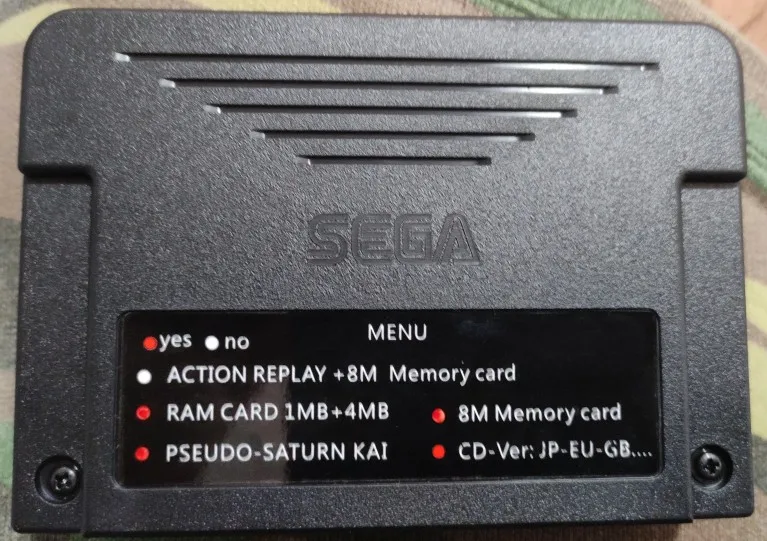 SEGA
MENU
yes no
ACTION REPLAY +8M Memory card
RAM CARD 1MB+4MB 8M Memory card
PSEUDO-SATURN KAI CD-Ver: JP-EU-GB....